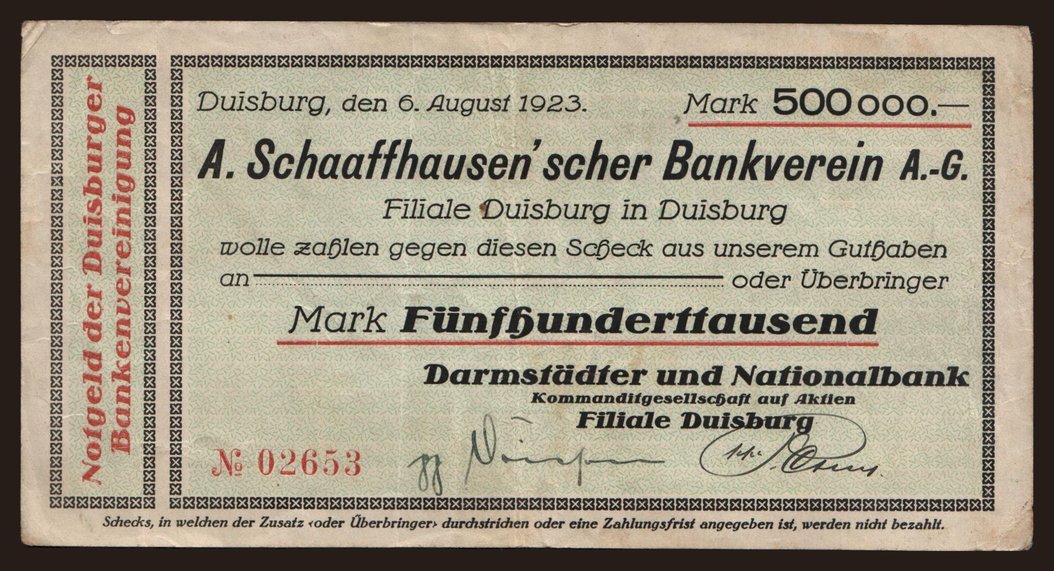 Notgeld der Duisburger
Bankenvereinigung
Duisburg, den 6. August 1923.
Mark 500000.—
A. Schaaffhausen'scher Bankverein A.-G.
Filiale Duisburg in Duisburg
wolle zahlen gegen diesen Scheck aus unserem Guthaben
an oder Überbringer
Mark Fünfhunderttausend
Darmstädter und Nationalbank
Kommanditgesellschaft auf Aktien
Filiale Duisburg
№ 02653
Schecks, in welchen der Zusatz ‹oder Überbringer› durchstrichen oder eine Zahlungsfrist angegeben ist, werden nicht bezahlt.